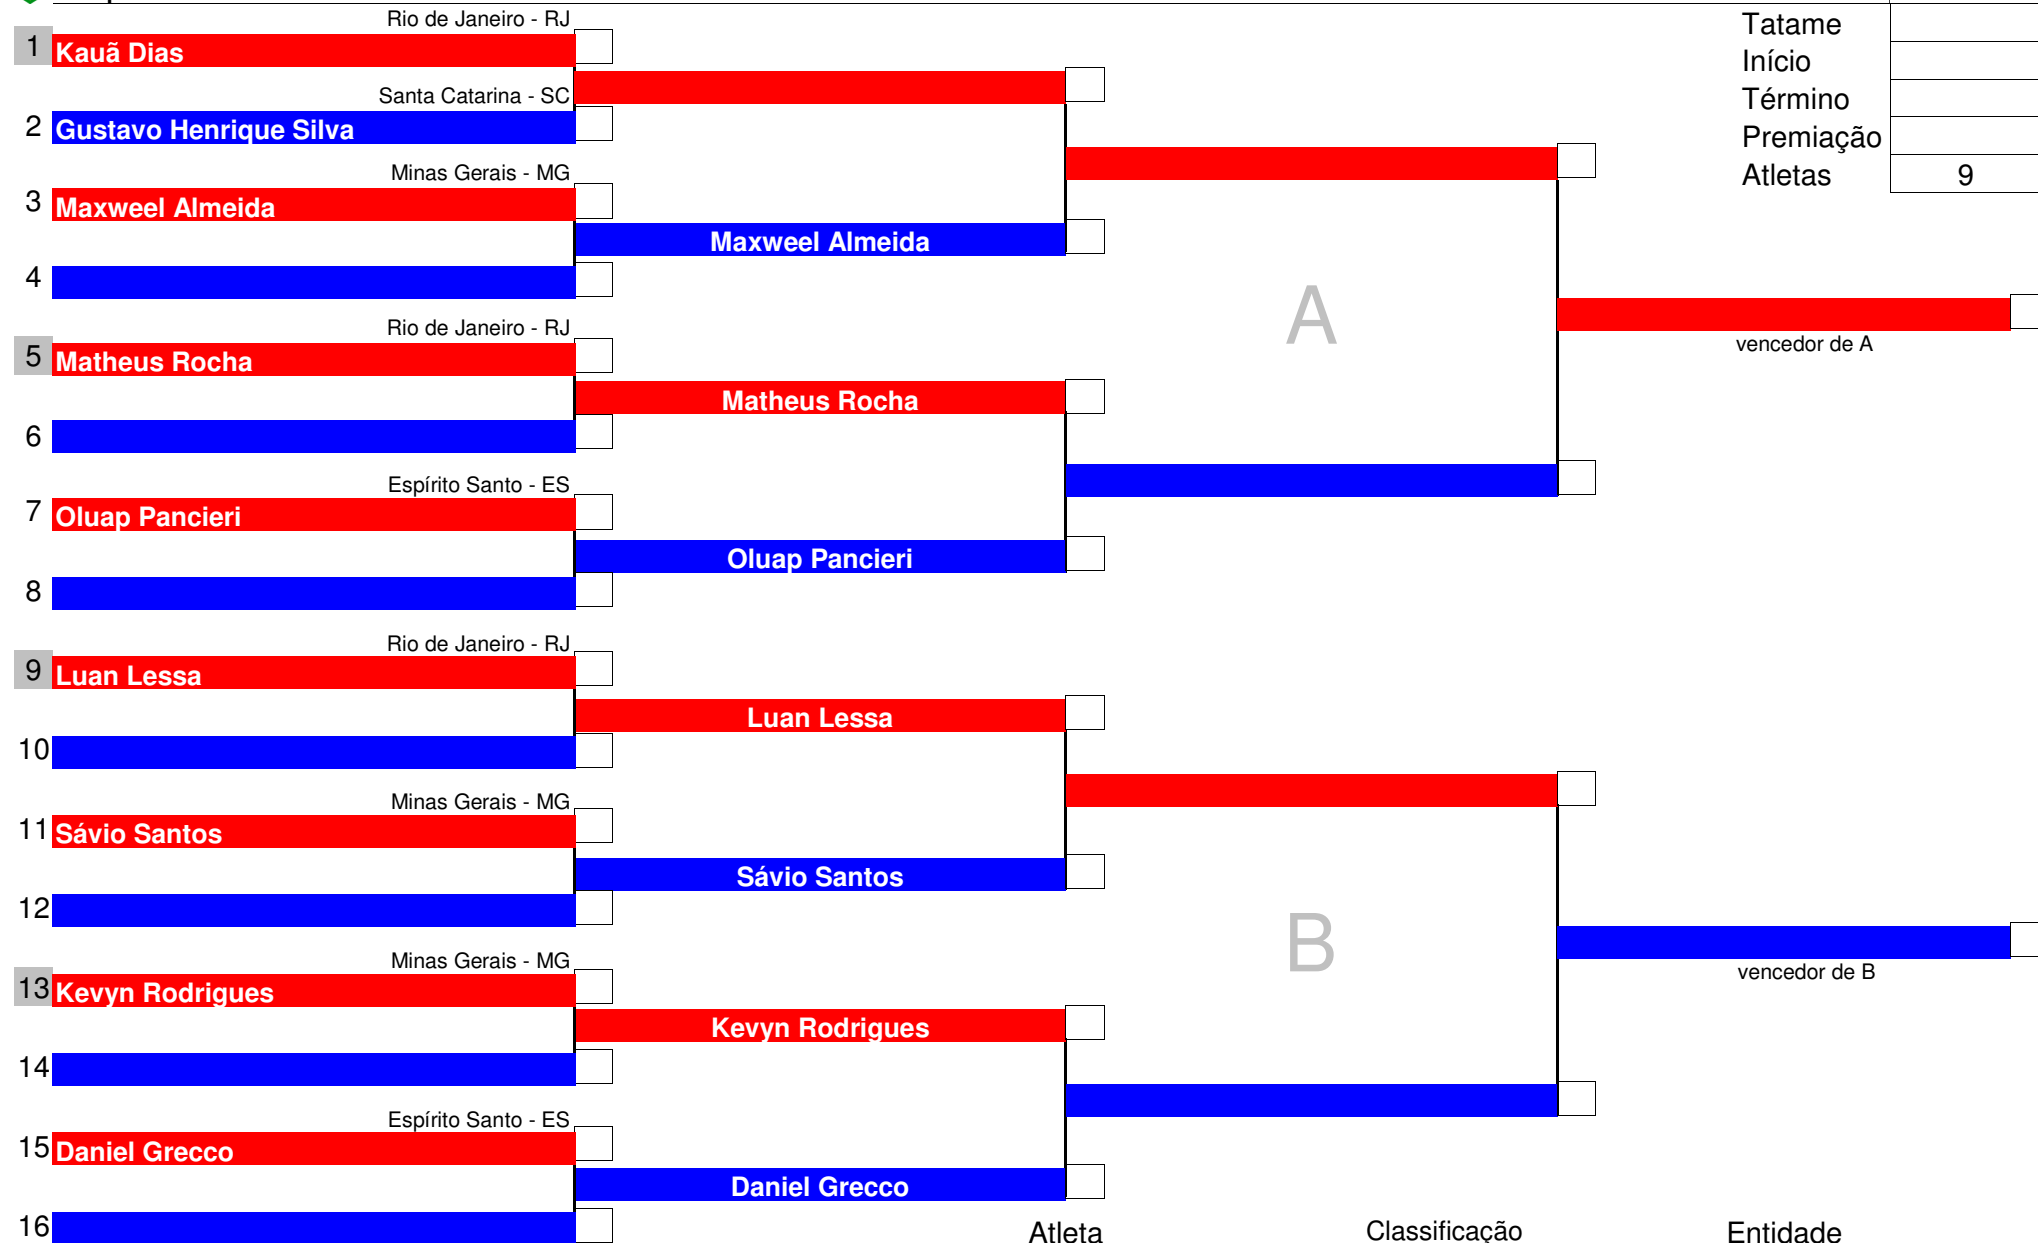 Rio de Janeiro - RJ
1 Kauã Dias
Santa Catarina - SC
2 Gustavo Henrique Silva
Minas Gerais - MG
3 Maxweel Almeida
Maxweel Almeida
4
Rio de Janeiro - RJ
5 Matheus Rocha
Matheus Rocha
6
Espírito Santo - ES
7 Oluap Pancieri
Oluap Pancieri
8
Rio de Janeiro - RJ
9 Luan Lessa
Luan Lessa
10
Minas Gerais - MG
11 Sávio Santos
Sávio Santos
12
Minas Gerais - MG
13 Kevyn Rodrigues
Kevyn Rodrigues
14
Espírito Santo - ES
15 Daniel Grecco
Daniel Grecco
16
A
B
vencedor de A
vencedor de B
Tatame
Início
Término
Premiação
Atletas 9
Atleta Classificação Entidade